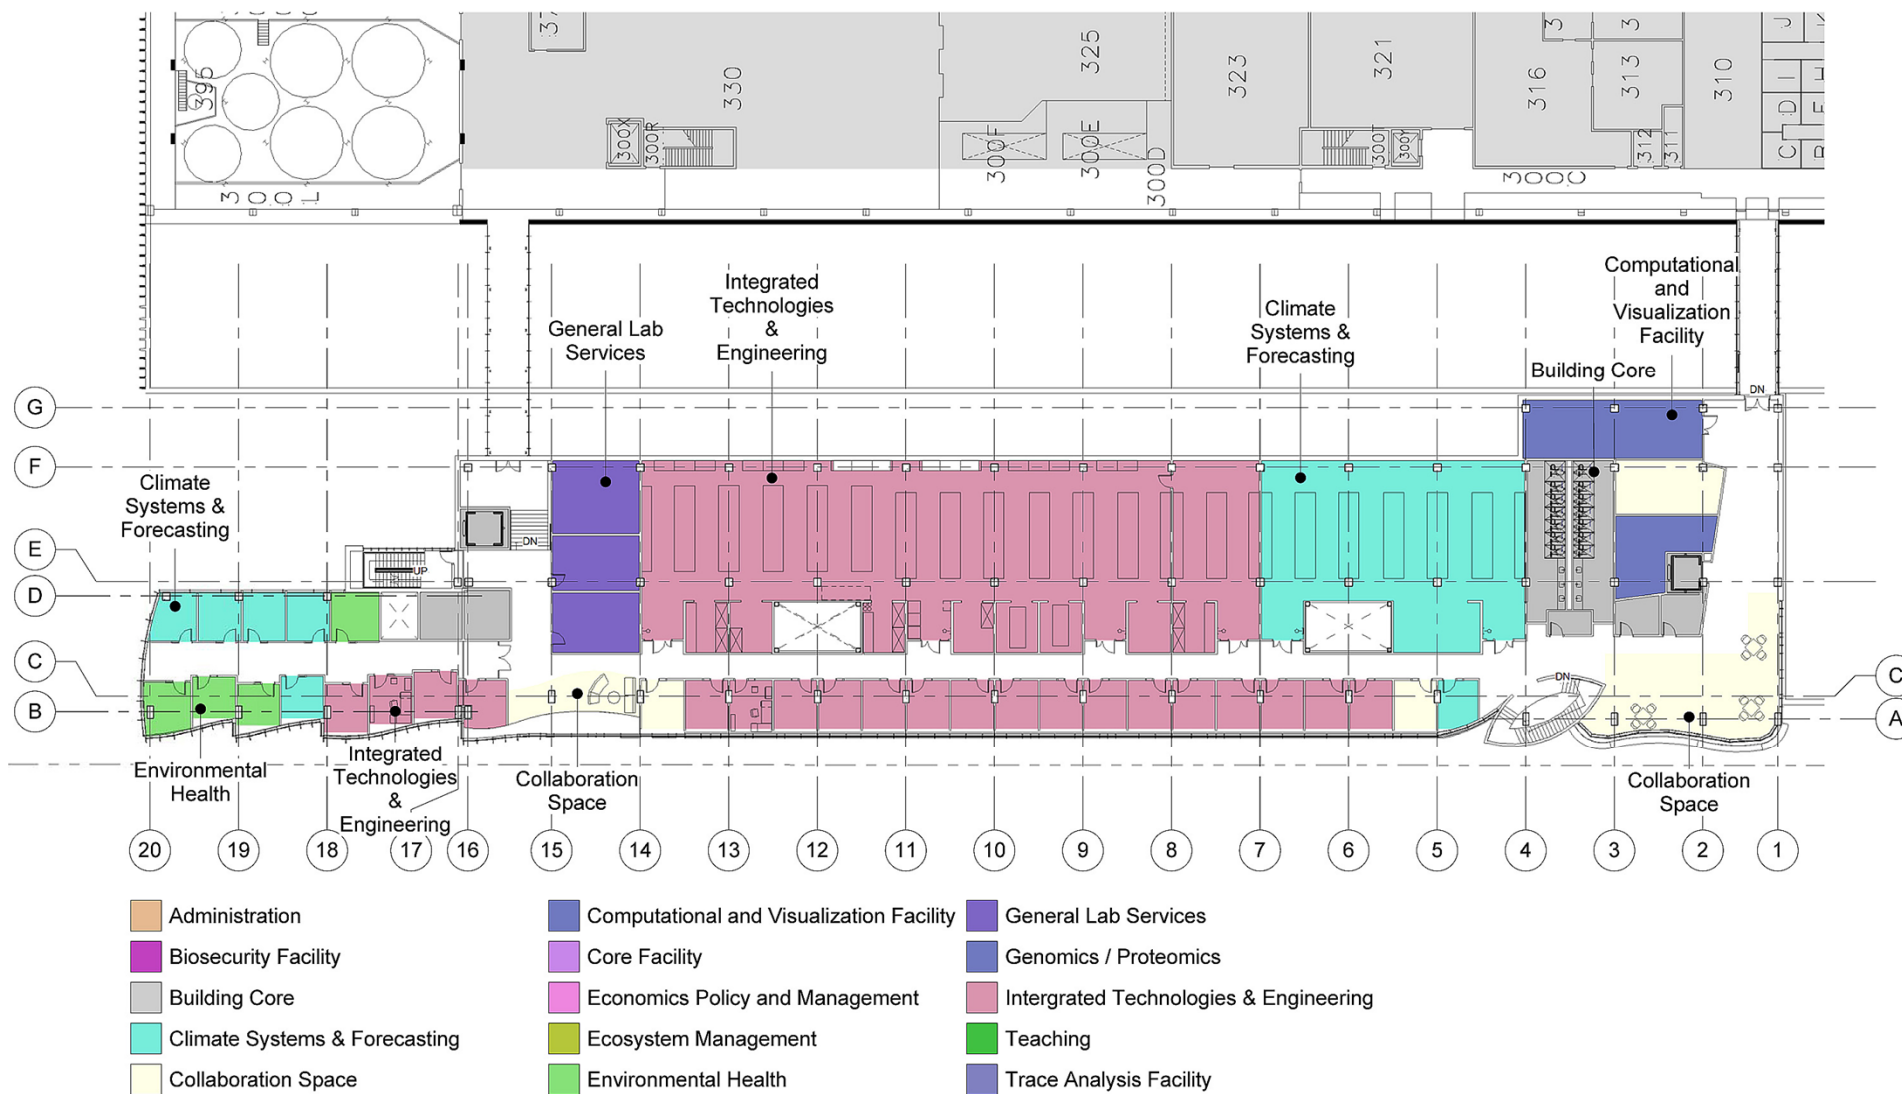 395
300L
330
300X
300R
325
300F
300E
300D
323
321
300T
300Y
316
313
312
311
310
300C
J
I
D
C
Computational
and
Visualization
Facility
Integrated
Technologies
&
Engineering
Climate
Systems &
Forecasting
General Lab
Services
Building Core
DN
G
F
Climate
Systems &
Forecasting
E
DN
UP
D
C
C
DN
B
A
Environmental
Health
Integrated
Technologies
&
Engineering
Collaboration
Space
Collaboration
Space
20
19
18
17
16
15
14
13
12
11
10
9
8
7
6
5
4
3
2
1
Administration
Biosecurity Facility
Building Core
Climate Systems & Forecasting
Collaboration Space
Computational and Visualization Facility
Core Facility
Economics Policy and Management
Ecosystem Management
Environmental Health
General Lab Services
Genomics / Proteomics
Intergrated Technologies & Engineering
Teaching
Trace Analysis Facility